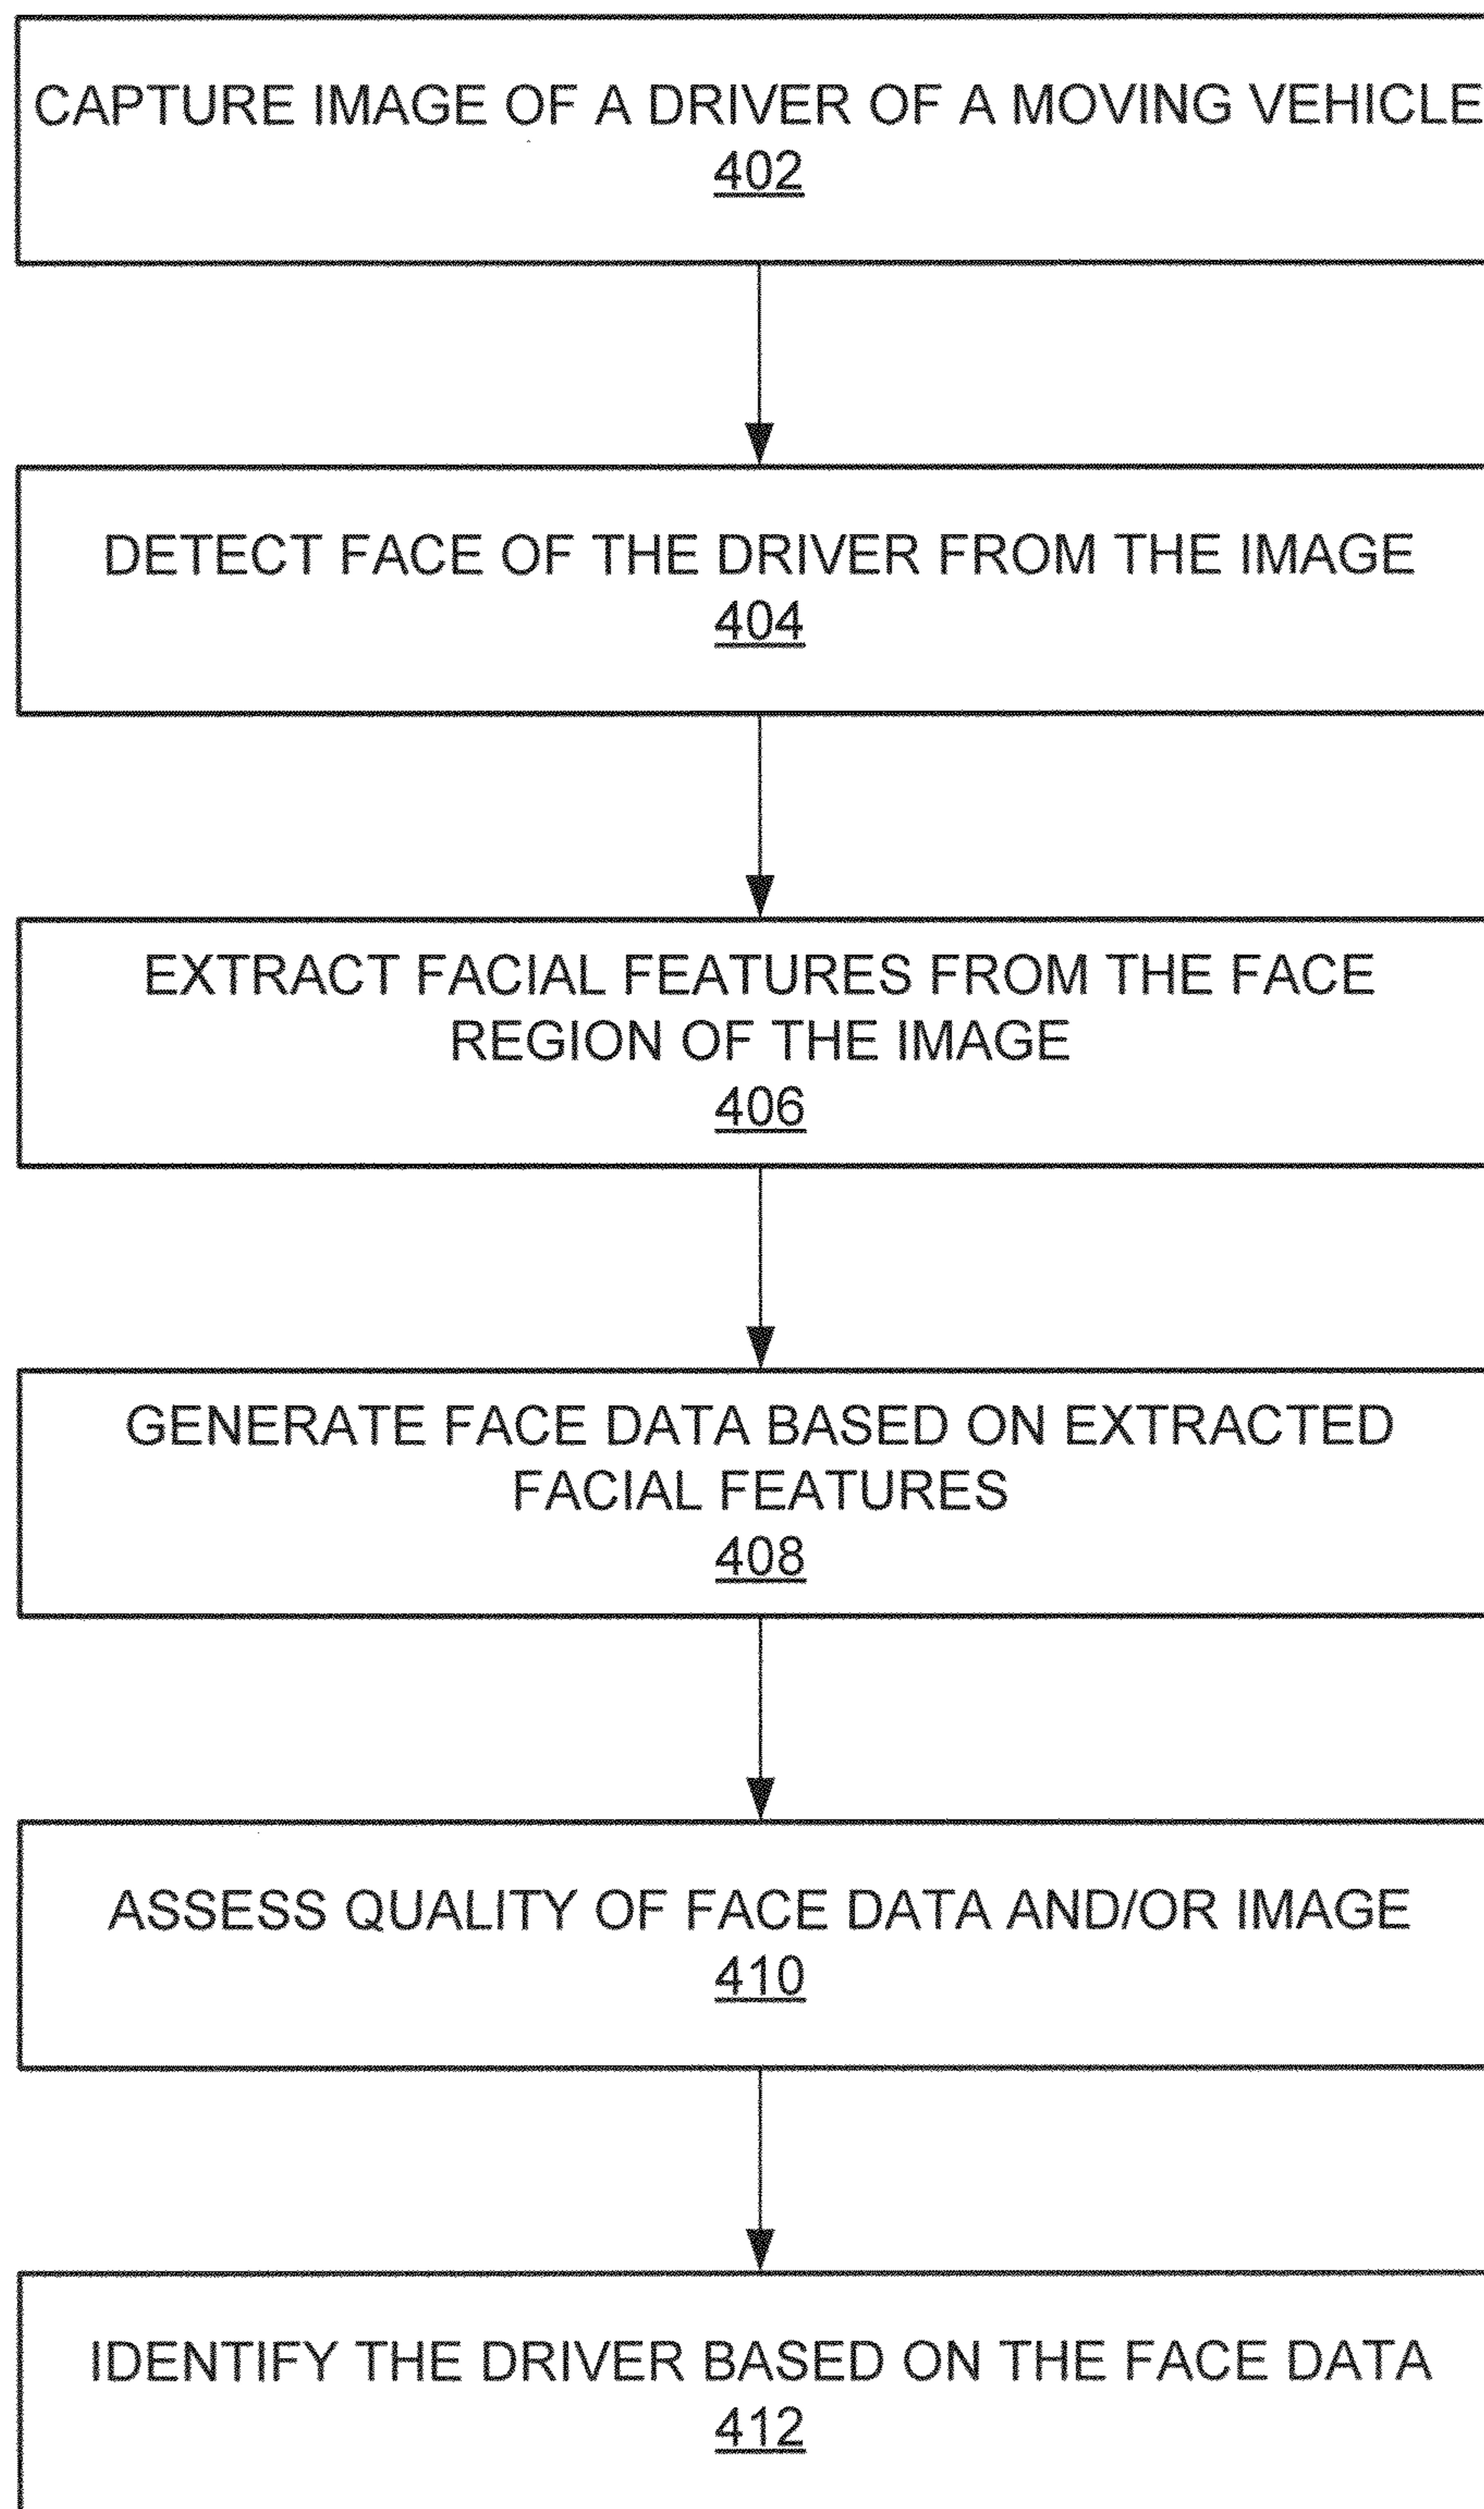 CAPTURE IMAGE OF A DRIVER OF A MOVING VEHICLE
402
DETECT FACE OF THE DRIVER FROM THE IMAGE
404
EXTRACT FACIAL FEATURES FROM THE FACE
REGION OF THE IMAGE
406
GENERATE FACE DATA BASED ON EXTRACTED
FACIAL FEATURES
408
ASSESS QUALITY OF FACE DATA AND/OR IMAGE
410
IDENTIFY THE DRIVER BASED ON THE FACE DATA
412